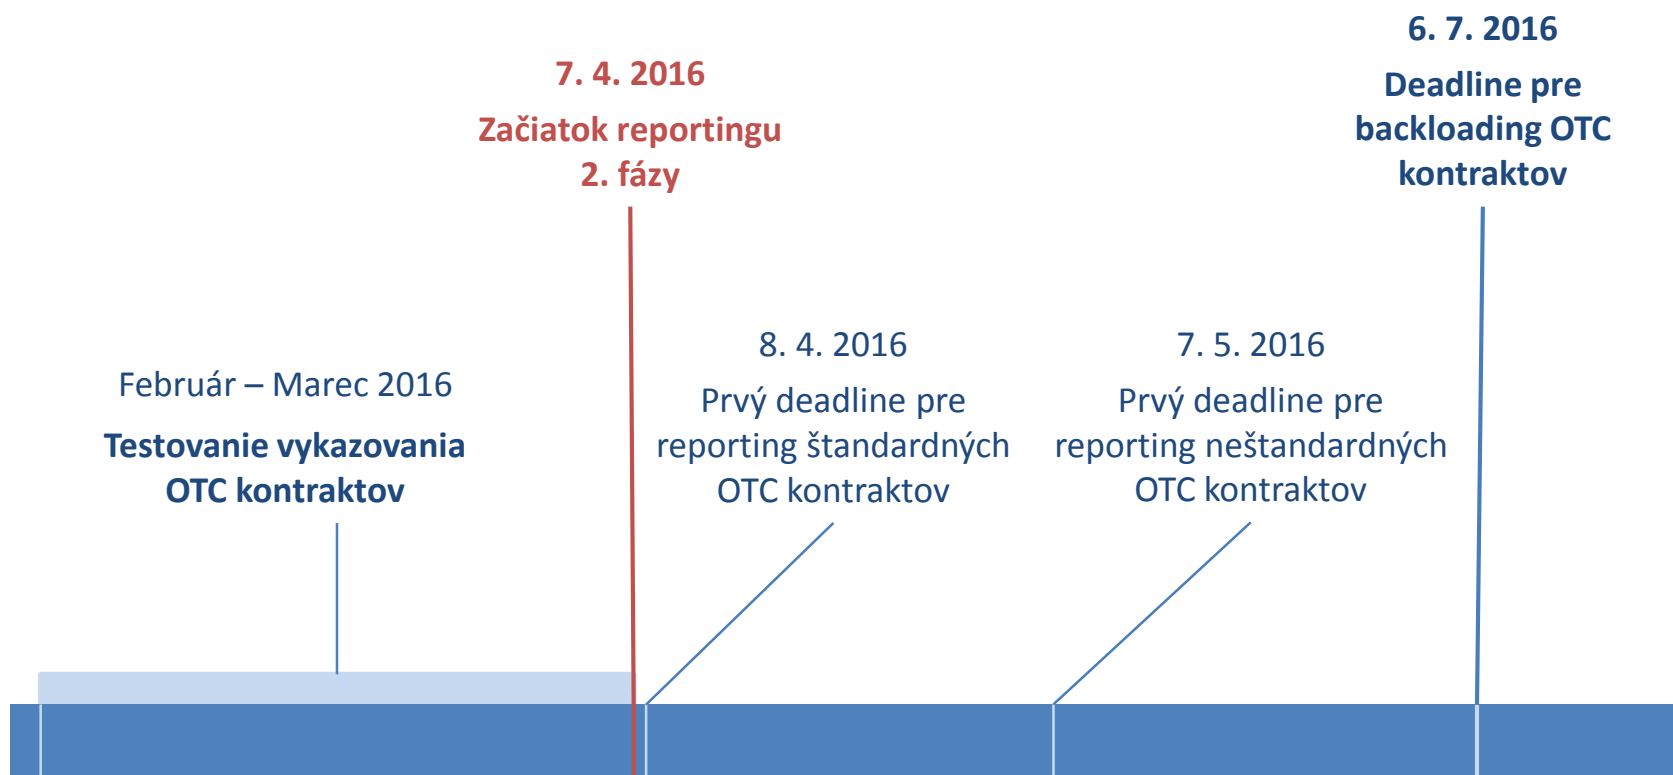 Február – Marec 2016
Testovanie vykazovania
OTC kontraktov
7. 4. 2016
Začiatok reportingu
2. fázy
8. 4. 2016
Prvý deadline pre
reporting štandardných
OTC kontraktov
7. 5. 2016
Prvý deadline pre
reporting neštandardných
OTC kontraktov
6. 7. 2016
Deadline pre
backloading OTC
kontraktov